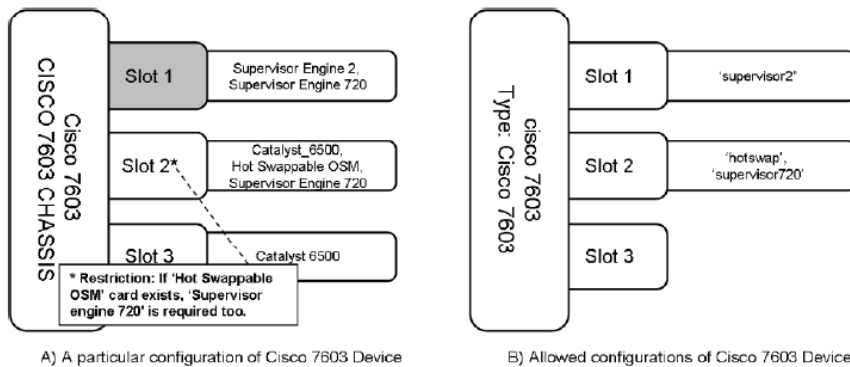 Cisco 7603
CISCO 7603 CHASSIS
Slot 1
Supervisor Engine 2,
Supervisor Engine 720
Slot 2*
Catalyst_6500,
Hot Swappable OSM,
Supervisor Engine 720
Slot 3
Catalyst 6500
* Restriction: If ‘Hot Swappable
OSM’ card exists, ‘Supervisor
engine 720’ is required too.
A) A particular configuration of Cisco 7603 Device
cisco 7603
Type: Cisco 7603
Slot 1
‘supervisor2”
Slot 2
‘hotswap’,
‘supervisor720’
Slot 3
B) Allowed configurations of Cisco 7603 Device